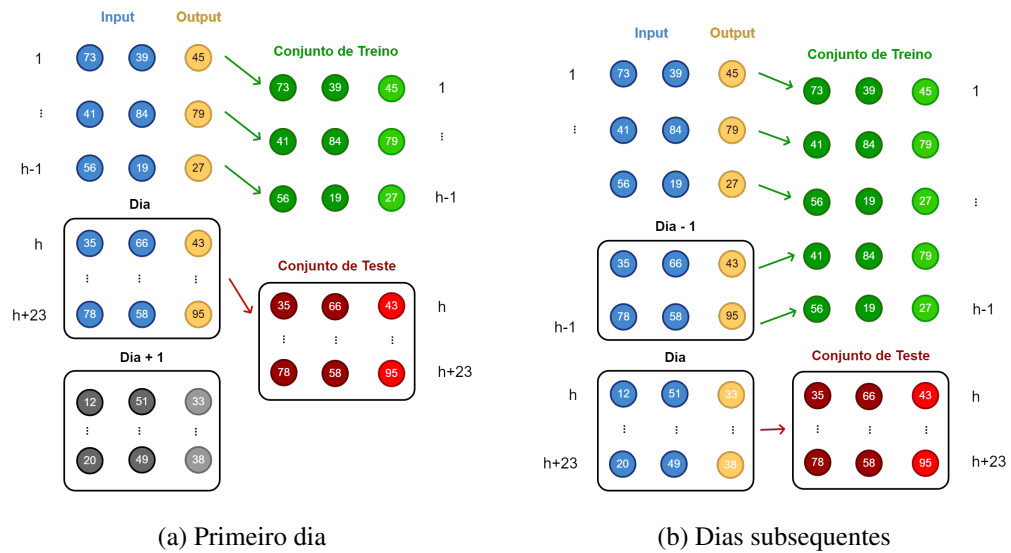 Input Output
1 73 39 45
Conjunto de Treino
73 39 45 1
⋮ 41 84 79
41 84 79 ⋮
h-1 56 19 27
56 19 27 h-1
Dia
h 35 66 43
⋮ ⋮ ⋮
h+23 78 58 95
Conjunto de Teste
35 66 43 h
⋮ ⋮ ⋮
78 58 95 h+23
Dia + 1
12 51 33
⋮ ⋮ ⋮
20 49 38
(a) Primeiro dia
Input Output
1 73 39 45
Conjunto de Treino
73 39 45 1
⋮ 41 84 79
41 84 79
56 19 27
56 19 27 ⋮
Dia - 1
35 66 43
h-1 78 58 95
41 84 79
56 19 27 h-1
Dia
h 12 51 33
⋮ ⋮ ⋮
h+23 20 49 38
Conjunto de Teste
35 66 43 h
⋮ ⋮ ⋮
78 58 95 h+23
(b) Dias subsequentes